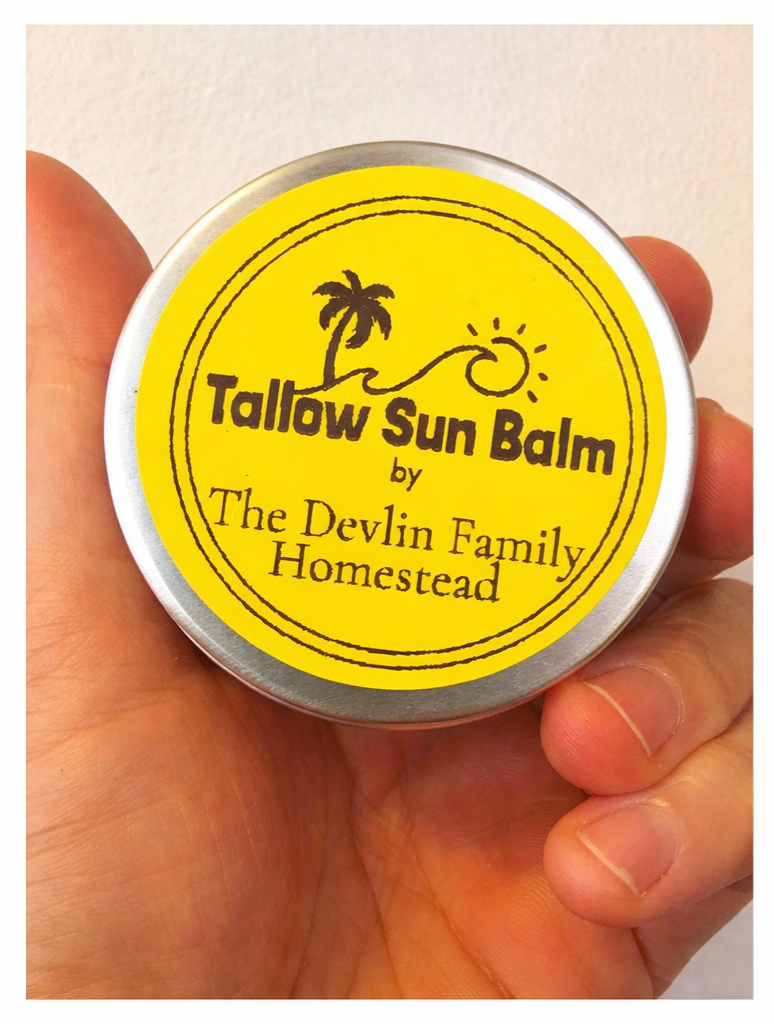 Tallow Sun Balm
by
The Devlin Family
Homestead